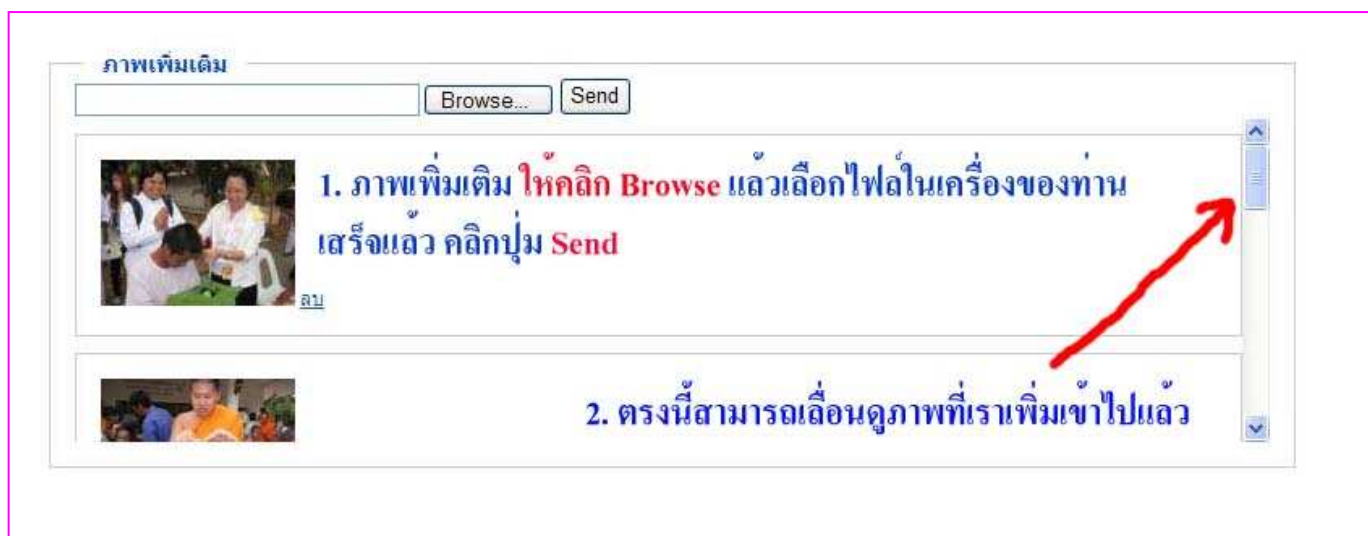 ภาพเพิ่มเติม
Browse... Send
1. ภาพเพิ่มเติม ให้คลิก Browse แล้วเลือกไฟล์ในเครื่องของท่าน
เสร็จแล้ว คลิกปุ่ม Send
ลบ
2. ตรงนี้สามารถเลื่อนดูภาพที่เราเพิ่มเข้าไปแล้ว